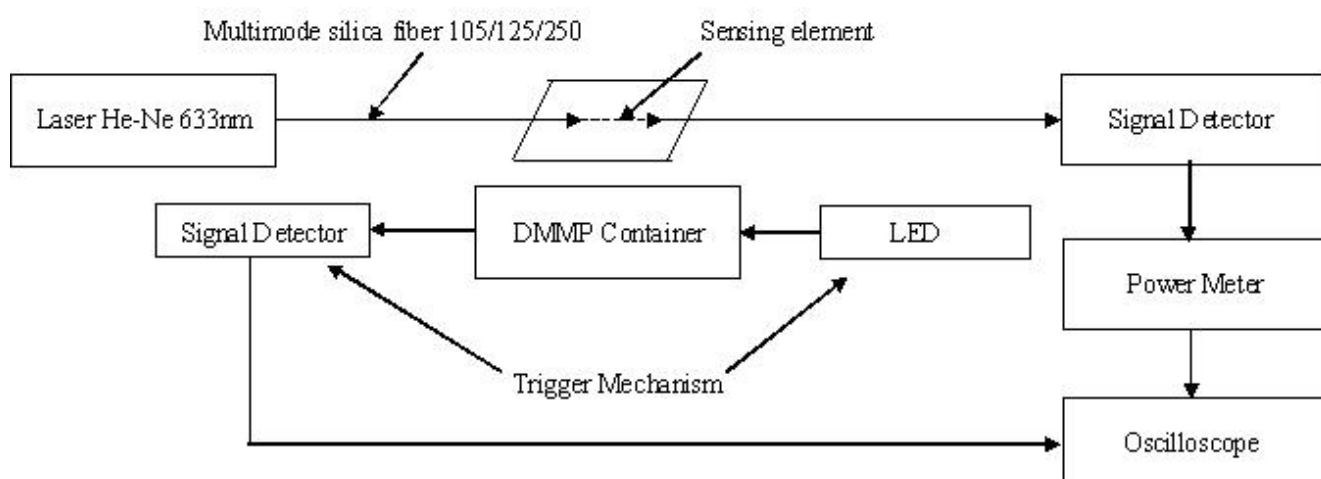 Multimode silica fiber 105/125/250
Sensing element
Laser He-Ne 633nm
Signal Detector
Signal Detector
DMMP Container
LED
Power Meter
Trigger Mechanism
Oscilloscope